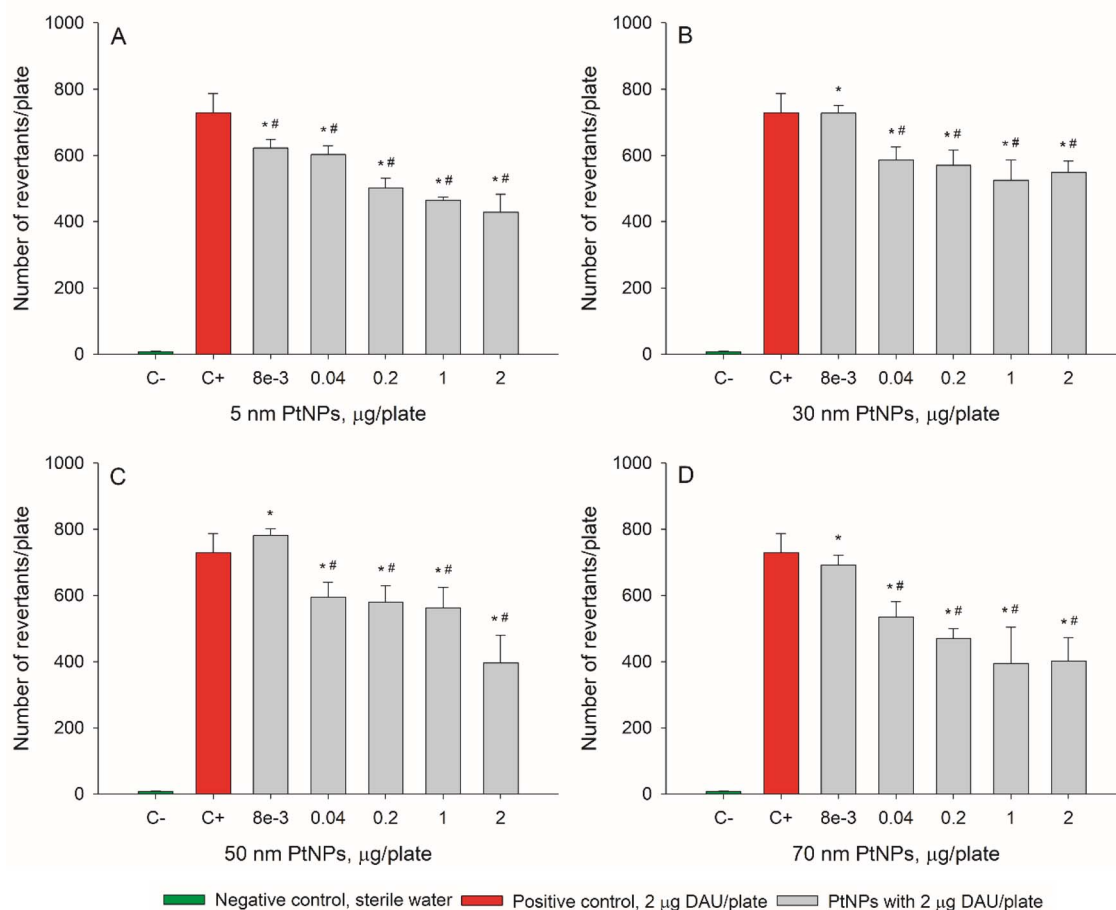 A
Number of revertants/plate
1000
800
600
400
200
0
* #
* #
* #
* #
* #
C-
C+
8e-3
0.04
0.2
1
2
5 nm PtNPs, µg/plate
B
Number of revertants/plate
1000
800
600
400
200
0
*
* #
* #
* #
* #
C-
C+
8e-3
0.04
0.2
1
2
30 nm PtNPs, µg/plate
C
Number of revertants/plate
1000
800
600
400
200
0
*
* #
* #
* #
* #
C-
C+
8e-3
0.04
0.2
1
2
50 nm PtNPs, µg/plate
D
Number of revertants/plate
1000
800
600
400
200
0
*
* #
* #
* #
* #
C-
C+
8e-3
0.04
0.2
1
2
70 nm PtNPs, µg/plate
Negative control, sterile water
Positive control, 2 µg DAU/plate
PtNPs with 2 µg DAU/plate